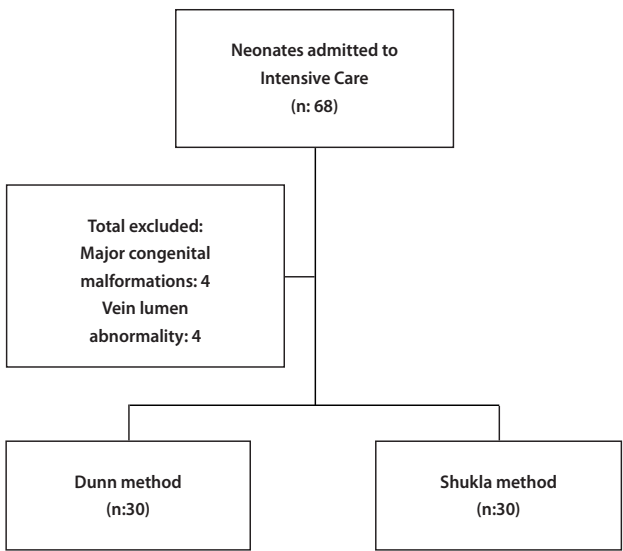 Neonates admitted to
Intensive Care
(n: 68)
Total excluded:
Major congenital
malformations: 4
Vein lumen
abnormality: 4
Dunn method
(n:30)
Shukla method
(n:30)